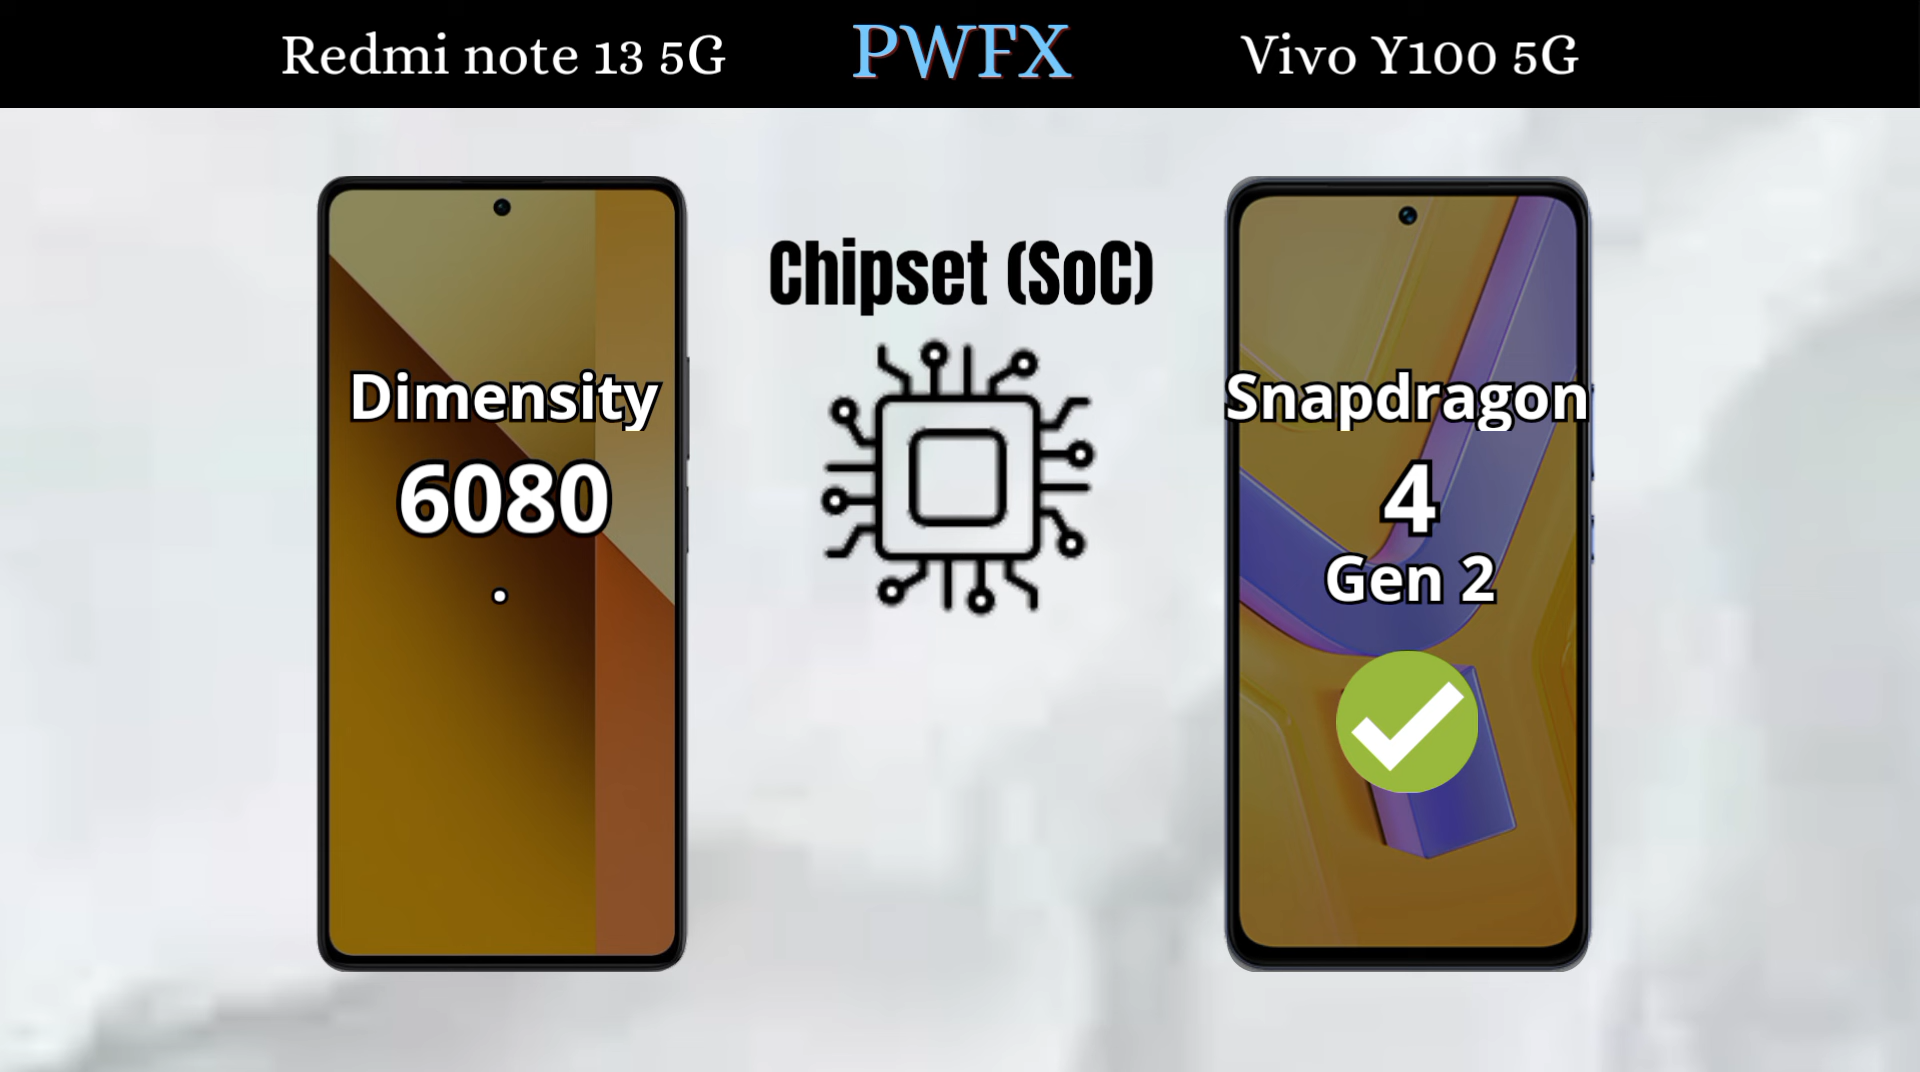 Redmi note 13 5G
PWFX
Vivo Y100 5G
Chipset (SoC)
Dimensity
6080
.
Snapdragon
4
Gen 2